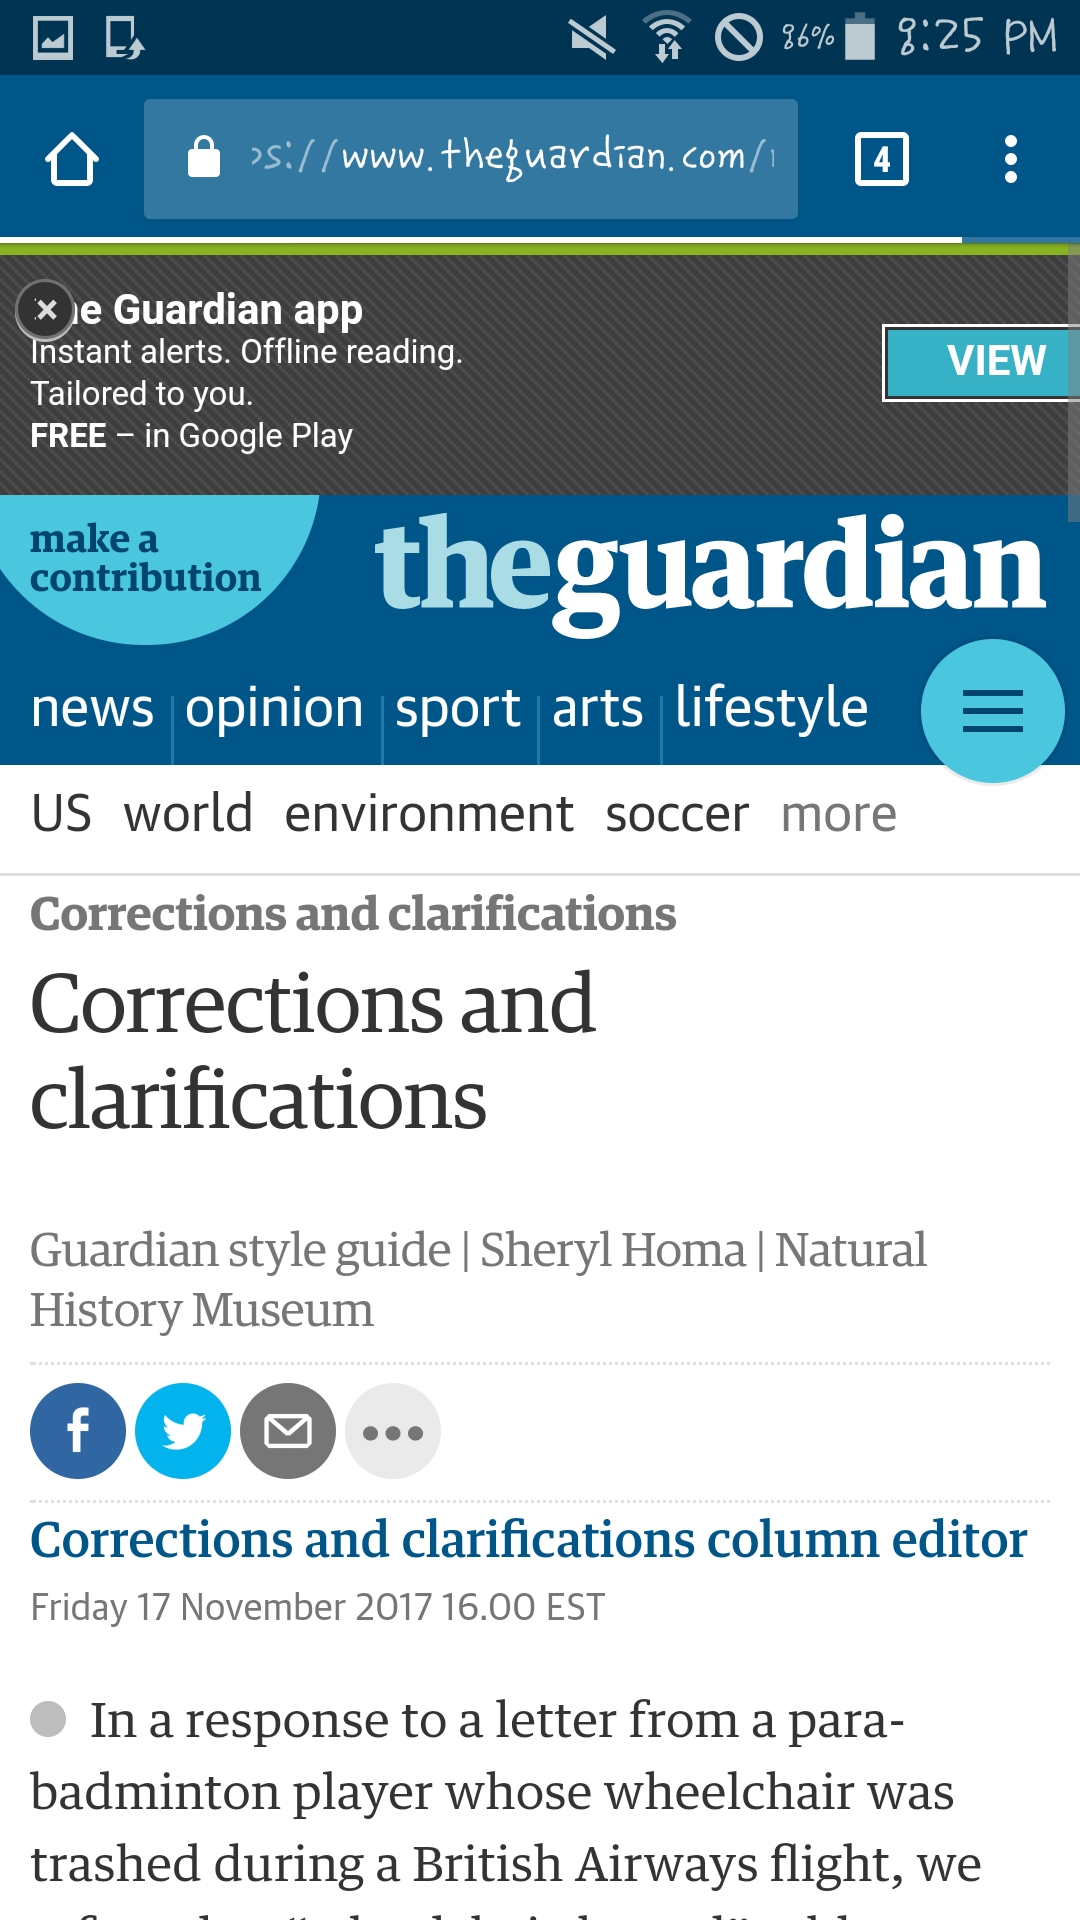 86% 8:25 PM
ps://www.theguardian.com/
4
The Guardian app
Instant alerts. Offline reading.
Tailored to you.
FREE – in Google Play
VIEW
make a
contribution
theguardian
news opinion sport arts lifestyle
US world environment soccer more
Corrections and clarifications
Corrections and
clarifications
Guardian style guide | Sheryl Homa | Natural
History Museum
Corrections and clarifications column editor
Friday 17 November 2017 16.00 EST
In a response to a letter from a para-
badminton player whose wheelchair was
trashed during a British Airways flight, we